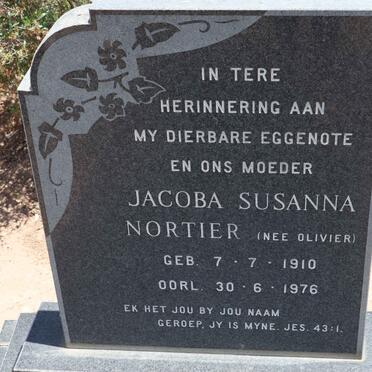 IN TERE
HERINNERING AAN
MY DIERBARE EGGENOTE
EN ONS MOEDER
JACOBA SUSANNA
NORTIER (NEE OLIVIER)
GEB. 7 - 7 - 1910
OORL. 30 - 6 - 1976
EK HET JOU BY JOU NAAM
GEROEP, JY IS MYNE. JES. 43:1.